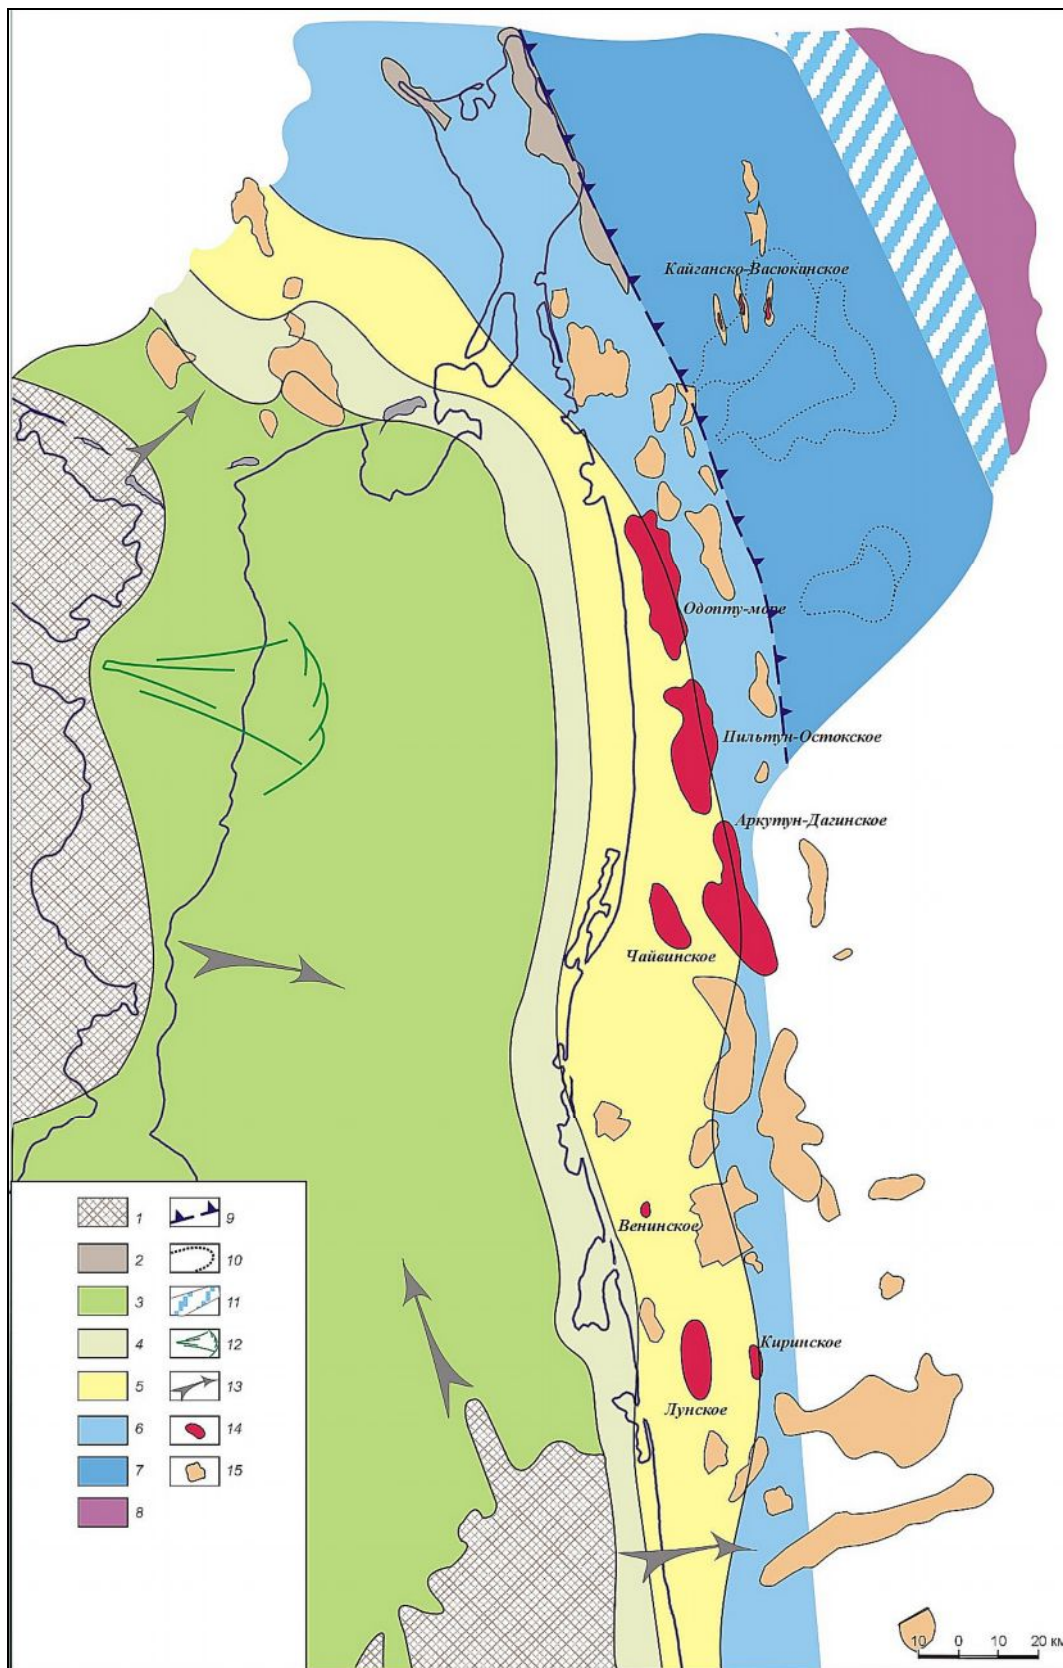 Кайганско-Васюканское
Одопту-море
Пильтун-Остокское
Аркутун-Дагинское
Чайвинское
Венинское
Киринское
Лунское
1 9
2 10
3 11
4 12
5 13
6 14
7 15
8
10 0 10 20 км